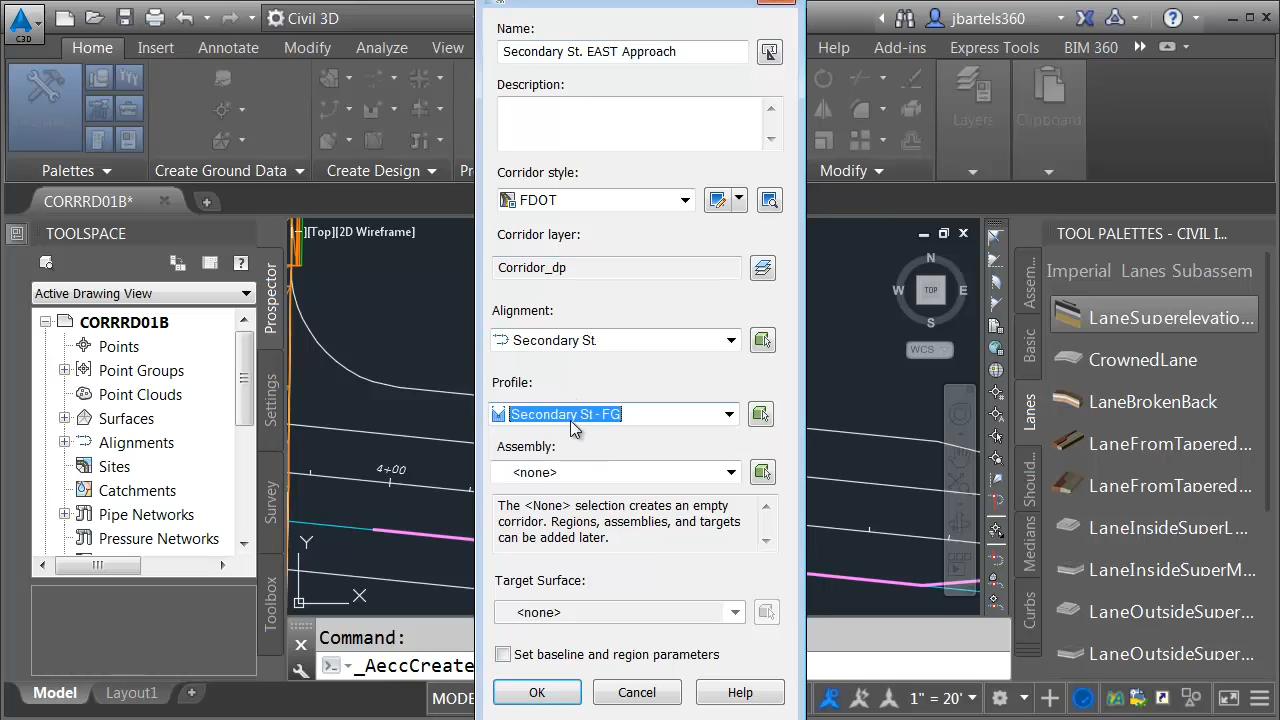 C3D
Civil 3D
jbartels360
Home Insert Annotate Modify Analyze View
Help Add-ins Express Tools BIM 360
Palettes Create Ground Data Create Design
Layers Clipboard
Modify
CORRRD01B*
TOOLSPACE
Active Drawing View
CORRRD01B
Points
Point Groups
Point Clouds
Surfaces
Alignments
Sites
Catchments
Pipe Networks
Pressure Networks
Prospector
Settings
Survey
Toolbox
[-][Top][2D Wireframe]
4+00
Y
X
Name:
Secondary St. EAST Approach
Description:
Corridor style:
FDOT
Corridor layer:
Corridor_dp
Alignment:
Secondary St.
Profile:
Secondary St - FG
Assembly:
<none>
The <None> selection creates an empty
corridor. Regions, assemblies, and targets
can be added later.
Target Surface:
<none>
Set baseline and region parameters
OK Cancel Help
N
W TOP E
S
WCS
TOOL PALETTES - CIVIL I...
Imperial Lanes Subassem
LaneSuperelevatio...
CrownedLane
LaneBrokenBack
LaneFromTapered...
LaneFromTapered...
LaneInsideSuperL...
LaneInsideSuperM...
LaneOutsideSuper...
LaneOutsideSuper...
Assem...
Basic
Lanes
Should...
Medians
Curbs
Command:
_AeccCreate
Model Layout1
MODE
1" = 20'